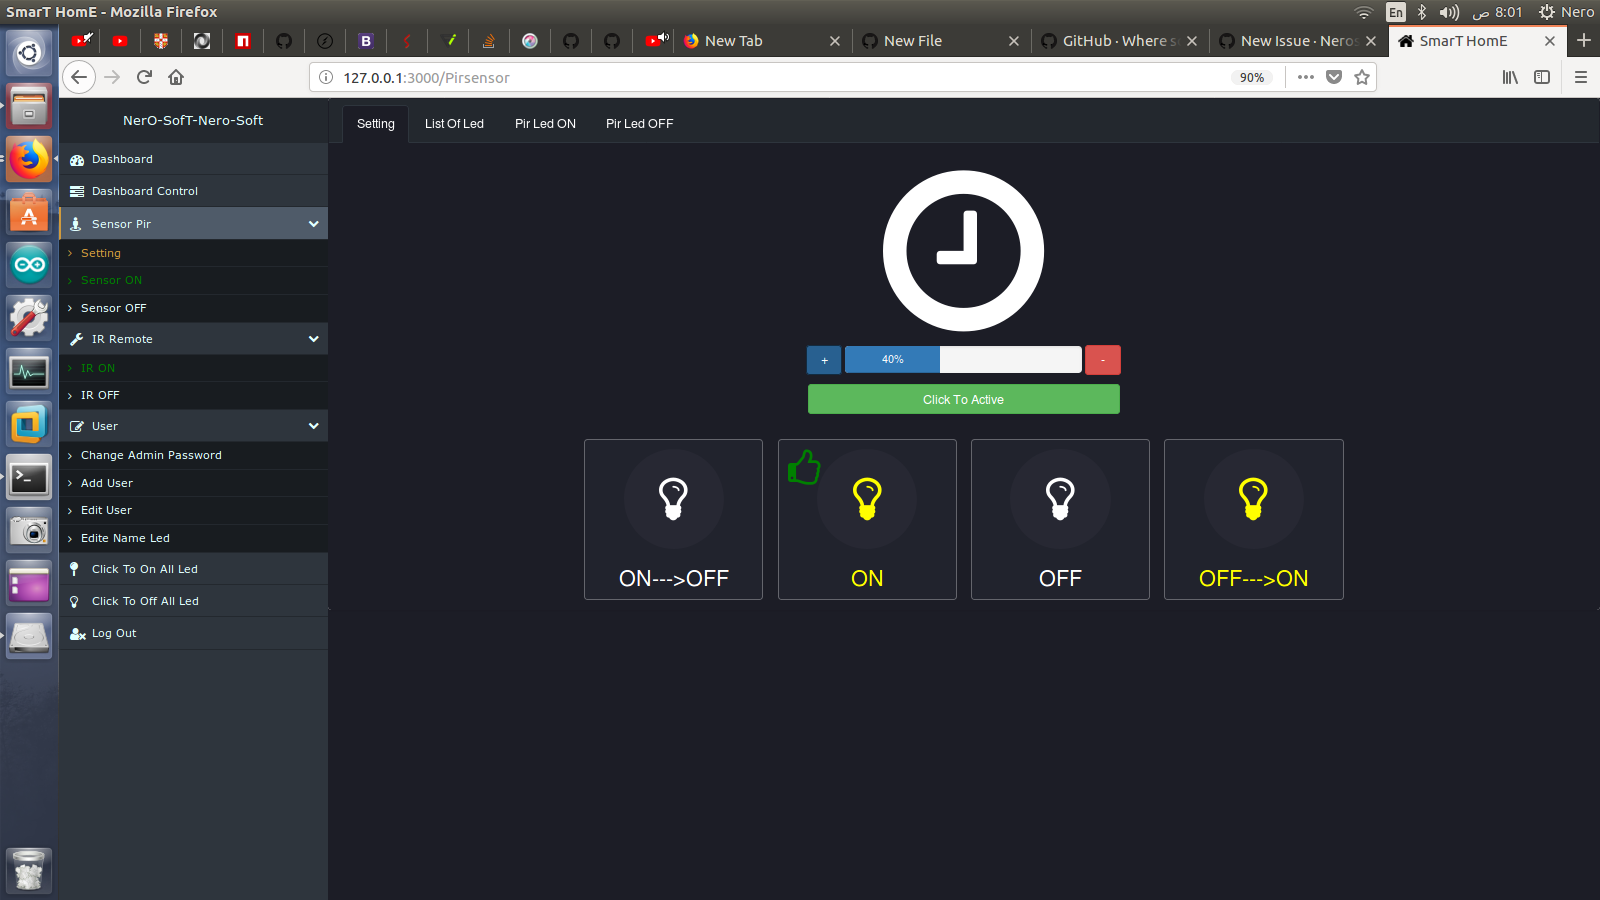 SmarT HomE - Mozilla Firefox
En
ص 8:01
Nero
New Tab
New File
GitHub · Where s
New Issue · Neros
SmarT HomE
127.0.0.1:3000/Pirsensor
90%
NerO-SofT-Nero-Soft
Dashboard
Dashboard Control
Sensor Pir
Setting
Sensor ON
Sensor OFF
IR Remote
IR ON
IR OFF
User
Change Admin Password
Add User
Edit User
Edite Name Led
Click To On All Led
Click To Off All Led
Log Out
Setting
List Of Led
Pir Led ON
Pir Led OFF
+
40%
-
Click To Active
ON--->OFF
ON
OFF
OFF--->ON